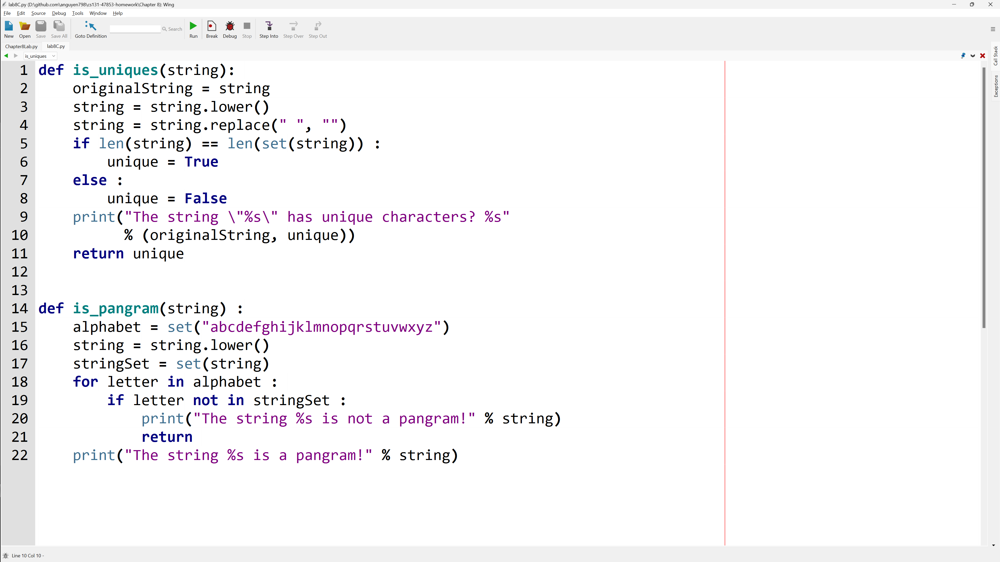 lab8C.py (D:\github.com\anguyen798\cs131-47853-homework\Chapter 8): Wing
File Edit Source Debug Tools Window Help
New Open Save Save All Goto Definition Search Run Break Debug Stop Step Into Step Over Step Out
Chapter8Lab.py lab8C.py
is_uniques
Call Stack
Exceptions
1 def is_uniques(string):
2     originalString = string
3     string = string.lower()
4     string = string.replace(" ", "")
5     if len(string) == len(set(string)) :
6         unique = True
7     else :
8         unique = False
9     print("The string \"%s\" has unique characters? %s"
10           % (originalString, unique))
11     return unique
12
13
14 def is_pangram(string) :
15     alphabet = set("abcdefghijklmnopqrstuvwxyz")
16     string = string.lower()
17     stringSet = set(string)
18     for letter in alphabet :
19         if letter not in stringSet :
20             print("The string %s is not a pangram!" % string)
21             return
22     print("The string %s is a pangram!" % string)
Line 10 Col 10 -